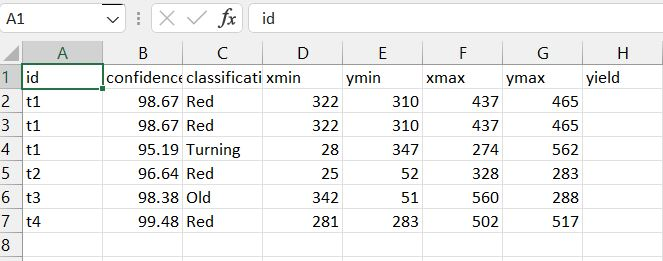 A1 fx id
A B C D E F G H
1 id confidence classificati xmin ymin xmax ymax yield
2 t1 98.67 Red 322 310 437 465
3 t1 98.67 Red 322 310 437 465
4 t1 95.19 Turning 28 347 274 562
5 t2 96.64 Red 25 52 328 283
6 t3 98.38 Old 342 51 560 288
7 t4 99.48 Red 281 283 502 517
8